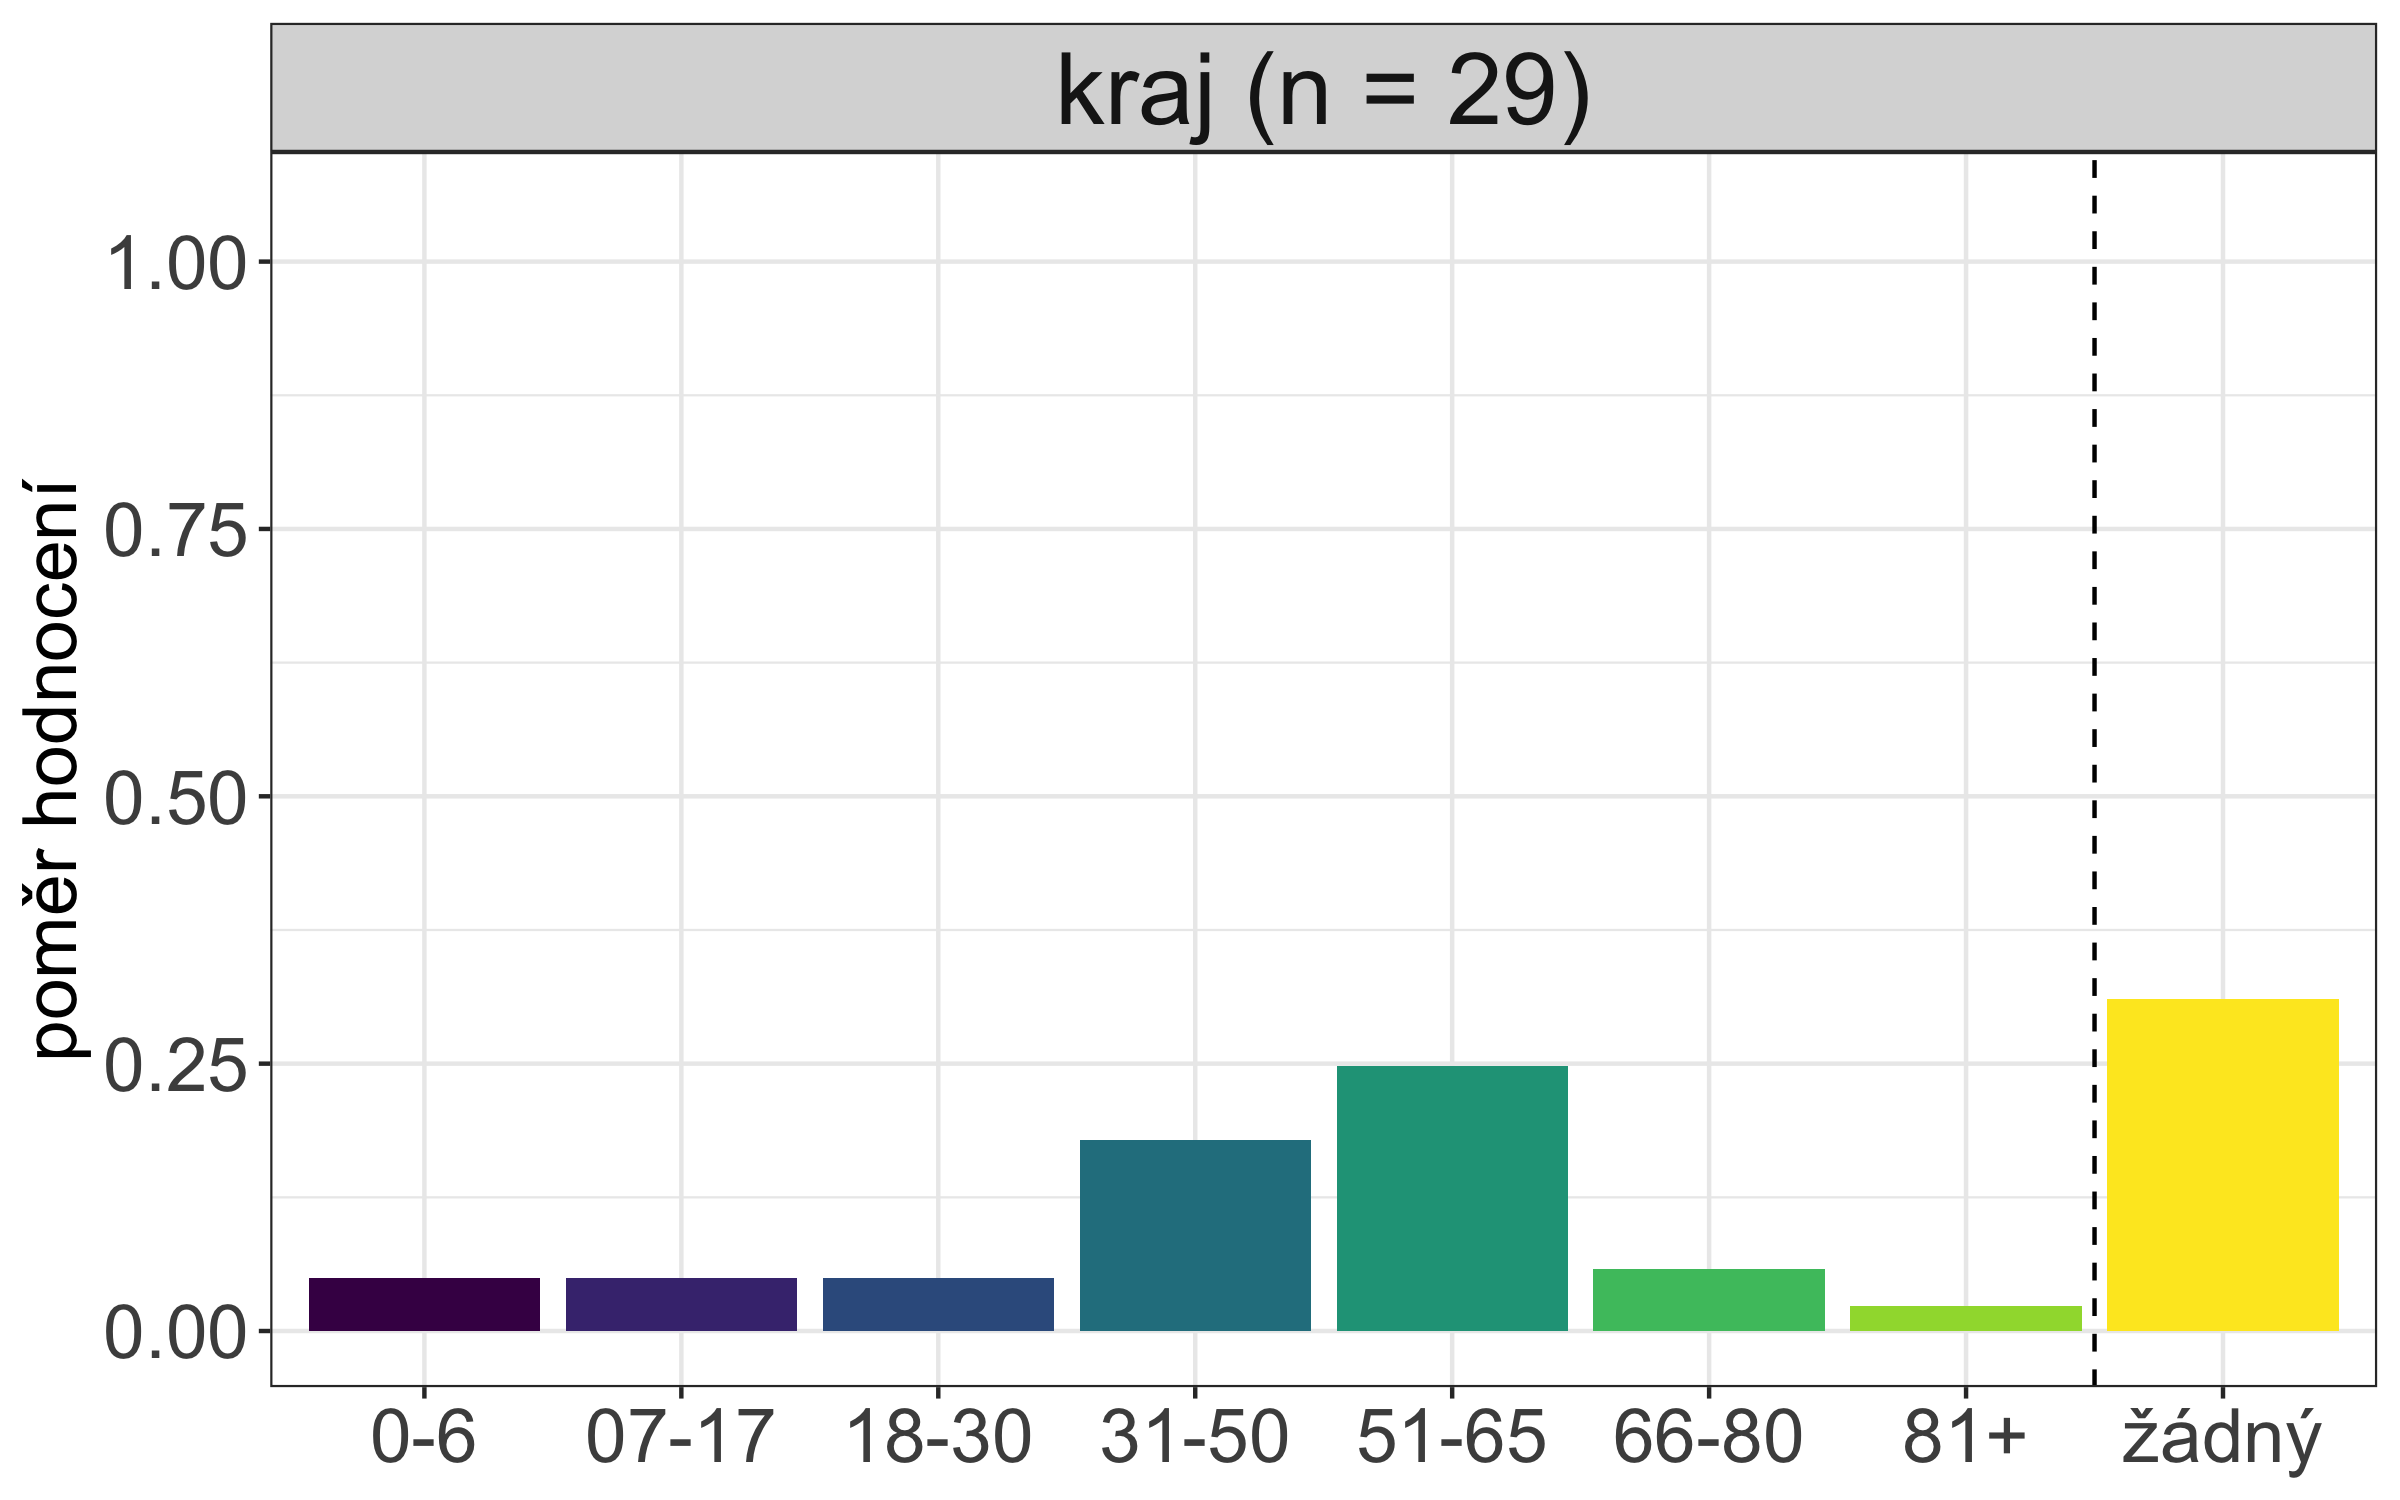 kraj (n = 29)
poměr hodnocení
1.00
0.75
0.50
0.25
0.00
0-6 07-17 18-30 31-50 51-65 66-80 81+ žádný